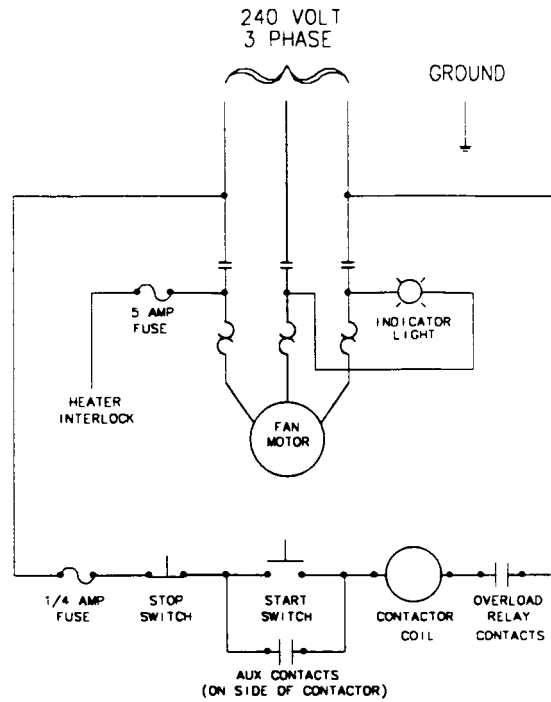 240 VOLT
3 PHASE
GROUND
5 AMP
FUSE
INDICATOR
LIGHT
HEATER
INTERLOCK
FAN
MOTOR
1/4 AMP
FUSE
STOP
SWITCH
START
SWITCH
CONTACTOR
COIL
OVERLOAD
RELAY
CONTACTS
AUX CONTACTS
(ON SIDE OF CONTACTOR)